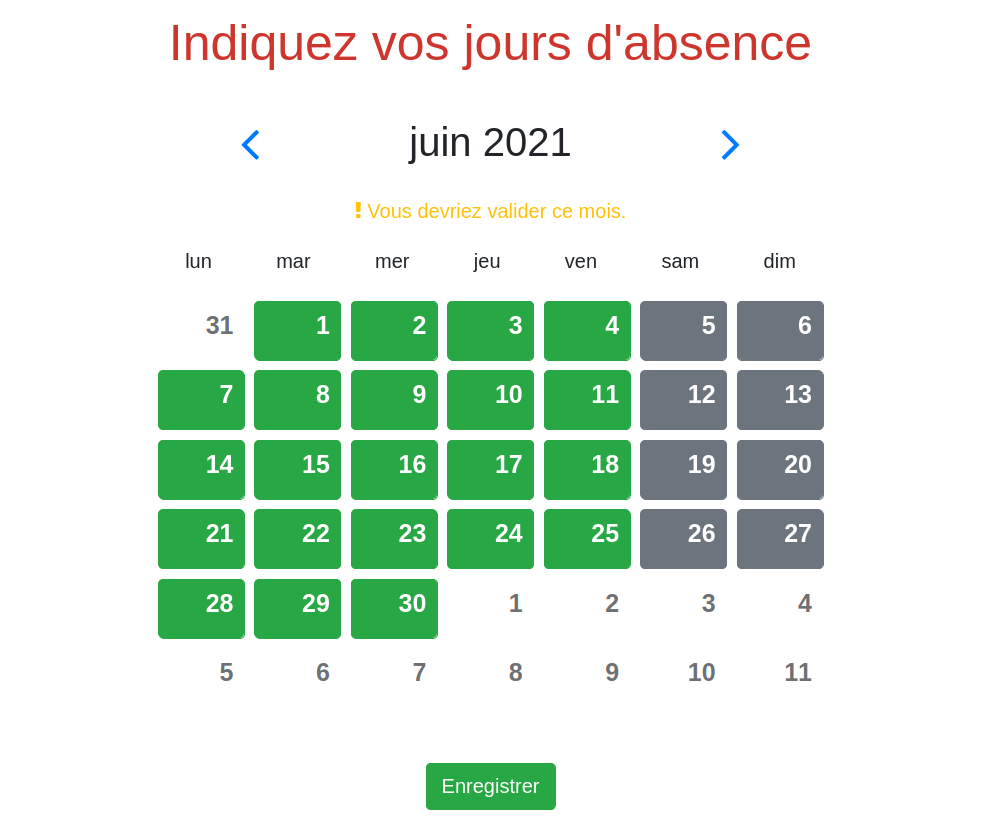 Indiquez vos jours d'absence
juin 2021
! Vous devriez valider ce mois.
lun mar mer jeu ven sam dim
31 1 2 3 4 5 6
7 8 9 10 11 12 13
14 15 16 17 18 19 20
21 22 23 24 25 26 27
28 29 30 1 2 3 4
5 6 7 8 9 10 11
Enregistrer